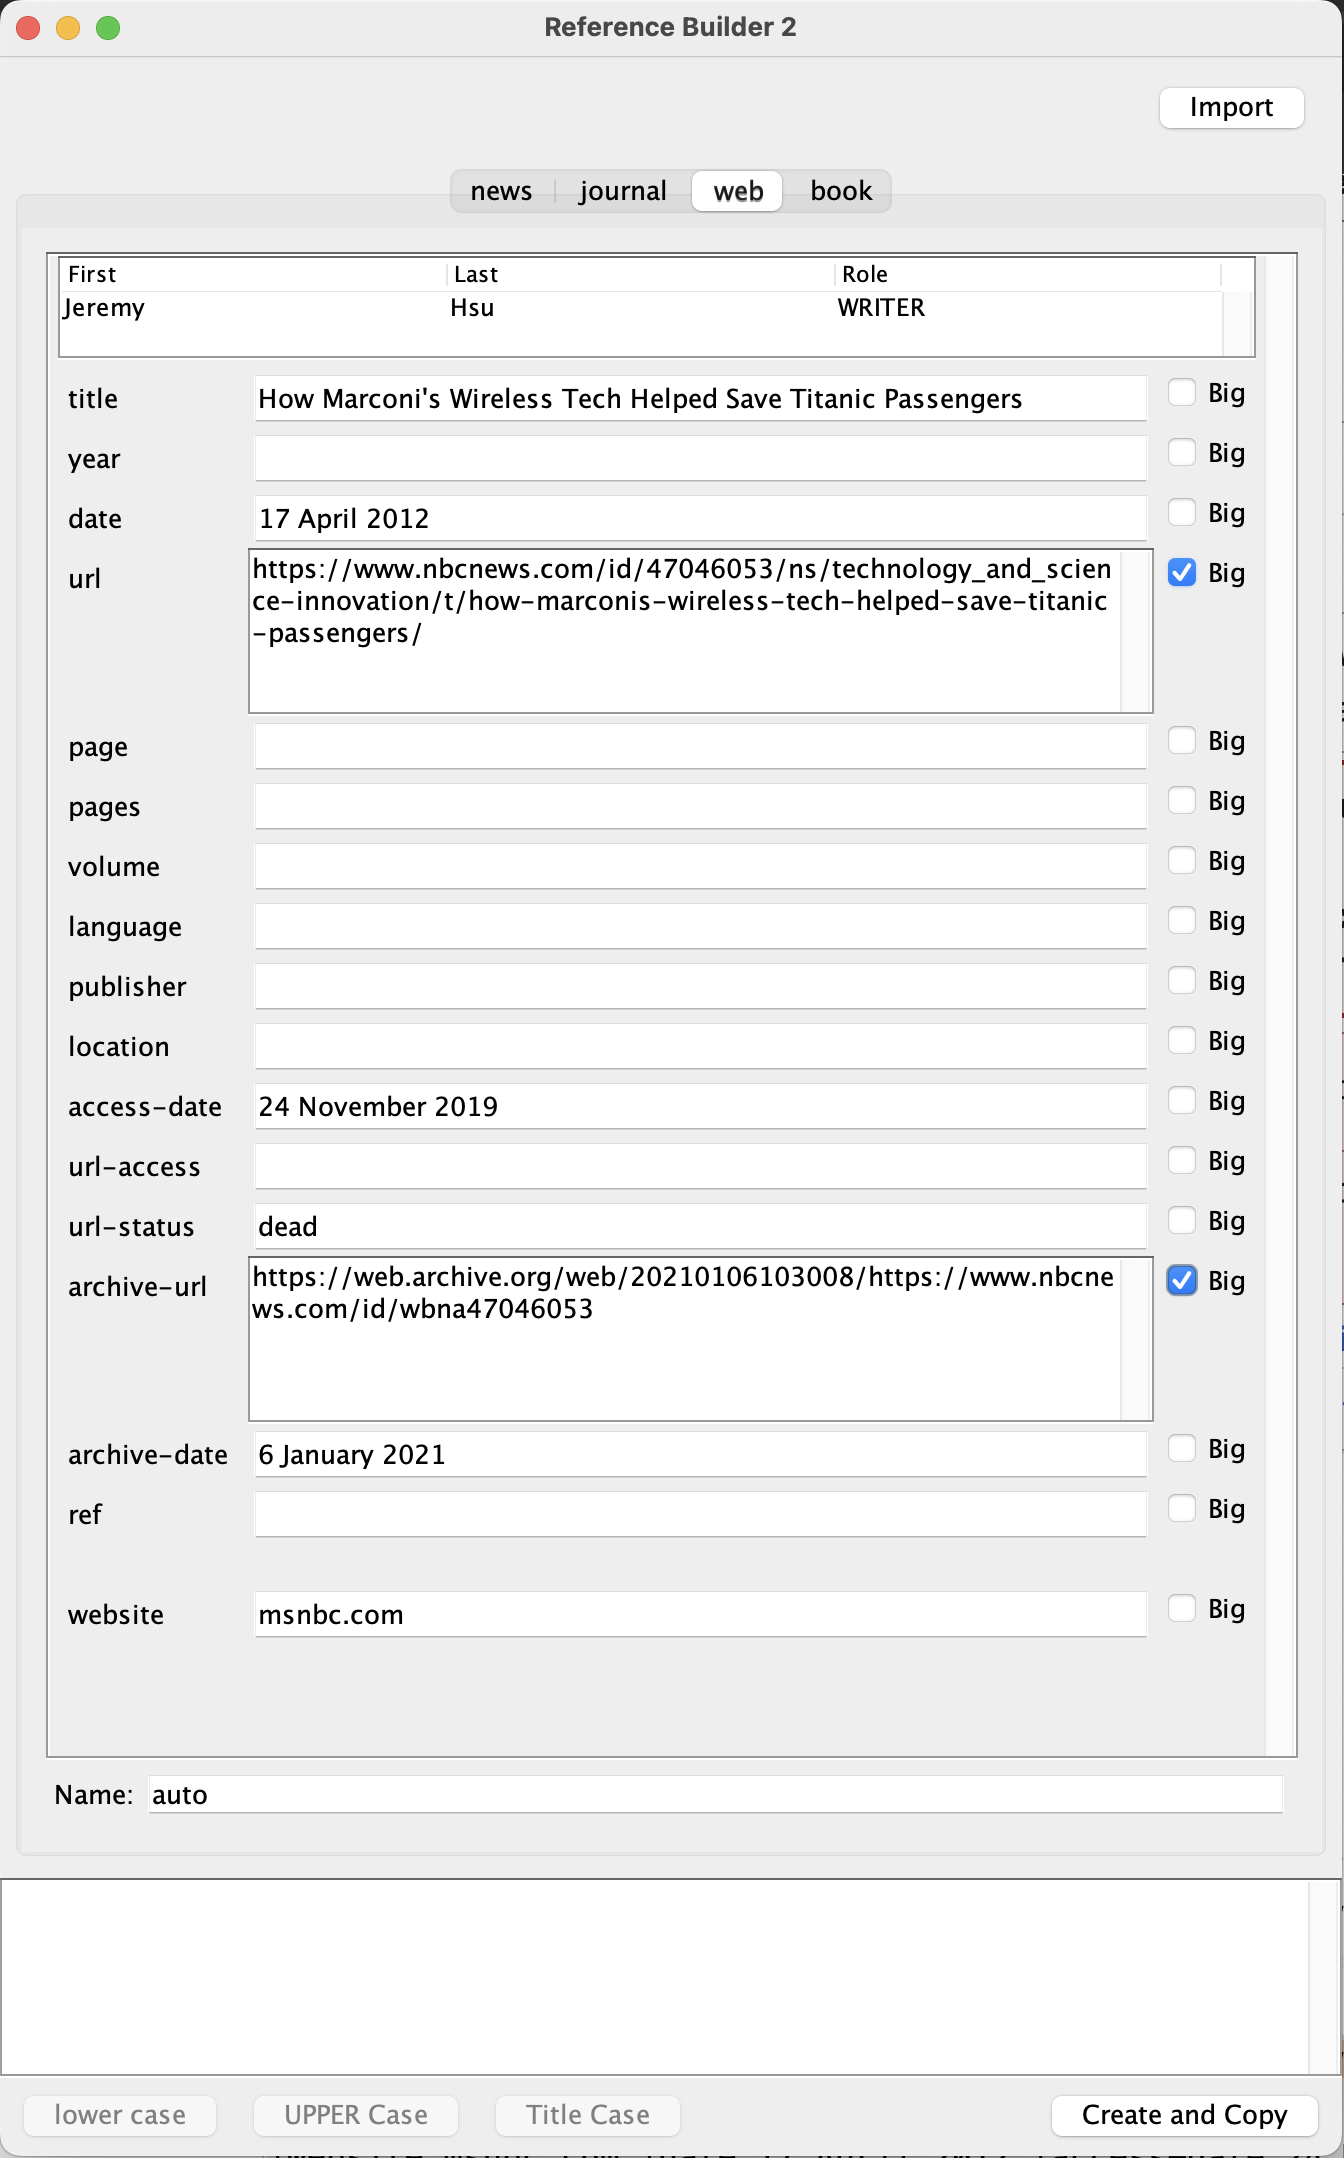 Reference Builder 2
Import
news journal web book
First Last Role
Jeremy Hsu WRITER
title How Marconi's Wireless Tech Helped Save Titanic Passengers Big
year Big
date 17 April 2012 Big
url https://www.nbcnews.com/id/47046053/ns/technology_and_scien Big
ce-innovation/t/how-marconis-wireless-tech-helped-save-titanic
-passengers/
page Big
pages Big
volume Big
language Big
publisher Big
location Big
access-date 24 November 2019 Big
url-access Big
url-status dead Big
archive-url https://web.archive.org/web/20210106103008/https://www.nbcne Big
ws.com/id/wbna47046053
archive-date 6 January 2021 Big
ref Big
website msnbc.com Big
Name: auto
lower case UPPER Case Title Case Create and Copy